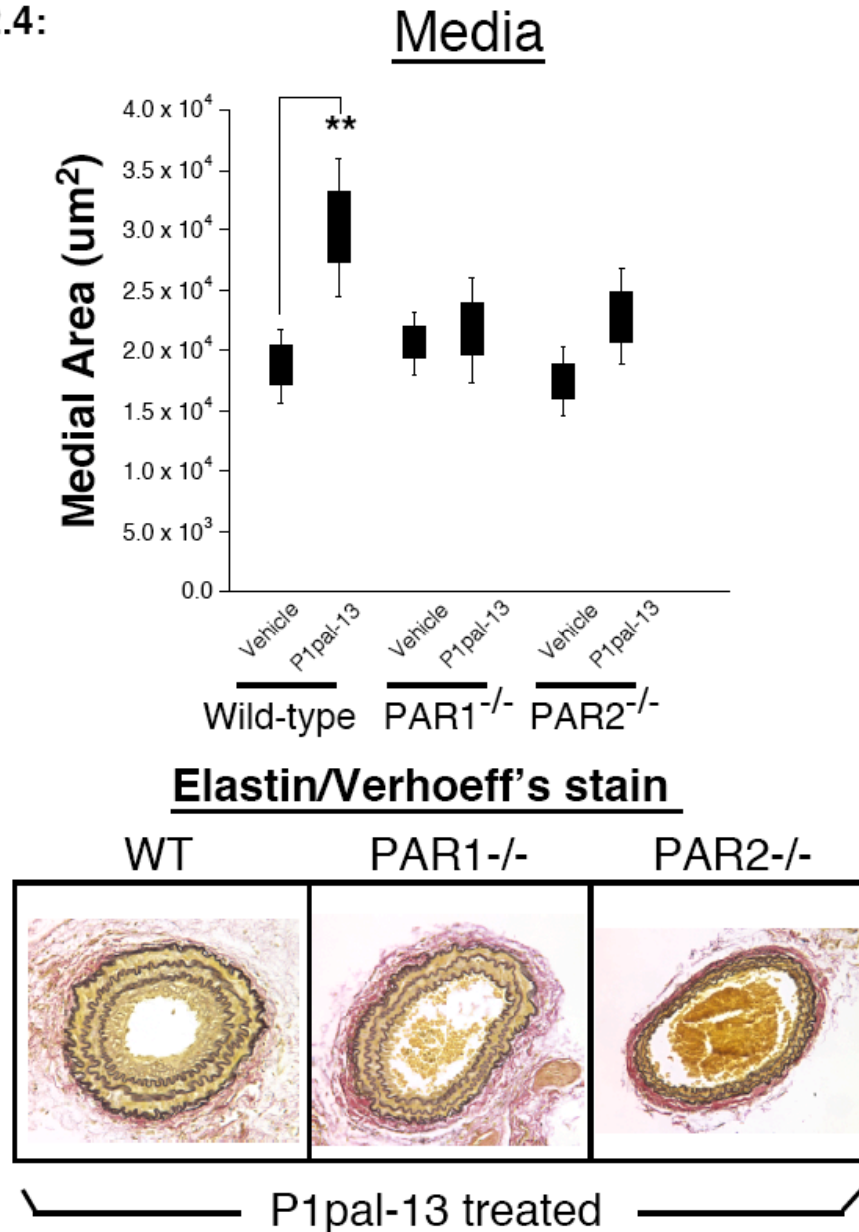 .4:
Media
Medial Area (um²)
4.0 x 10⁴
3.5 x 10⁴
3.0 x 10⁴
2.5 x 10⁴
2.0 x 10⁴
1.5 x 10⁴
1.0 x 10⁴
5.0 x 10³
0.0
**
Vehicle P1pal-13 Vehicle P1pal-13 Vehicle P1pal-13
Wild-type PAR1⁻/⁻ PAR2⁻/⁻
Elastin/Verhoeff's stain
WT PAR1-/- PAR2-/-
P1pal-13 treated